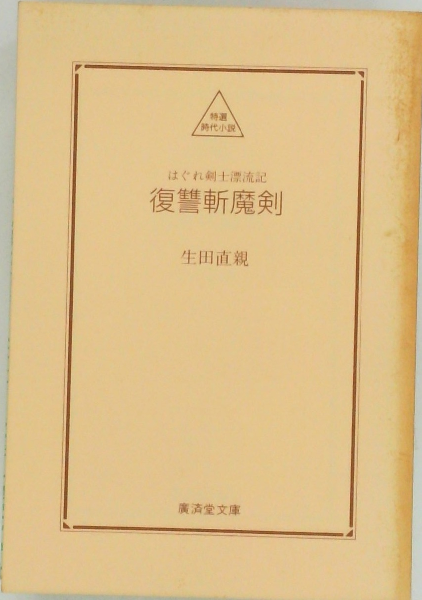 特選
時代小説
はぐれ剣士漂流記
復讐斬魔剣
生田直親
廣済堂文庫